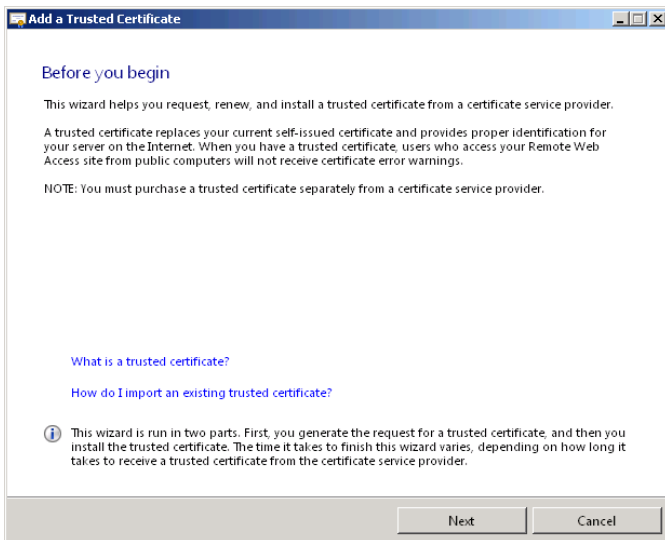 Add a Trusted Certificate
Before you begin
This wizard helps you request, renew, and install a trusted certificate from a certificate service provider.
A trusted certificate replaces your current self-issued certificate and provides proper identification for
your server on the Internet. When you have a trusted certificate, users who access your Remote Web
Access site from public computers will not receive certificate error warnings.
NOTE: You must purchase a trusted certificate separately from a certificate service provider.
What is a trusted certificate?
How do I import an existing trusted certificate?
This wizard is run in two parts. First, you generate the request for a trusted certificate, and then you
install the trusted certificate. The time it takes to finish this wizard varies, depending on how long it
takes to receive a trusted certificate from the certificate service provider.
Next
Cancel